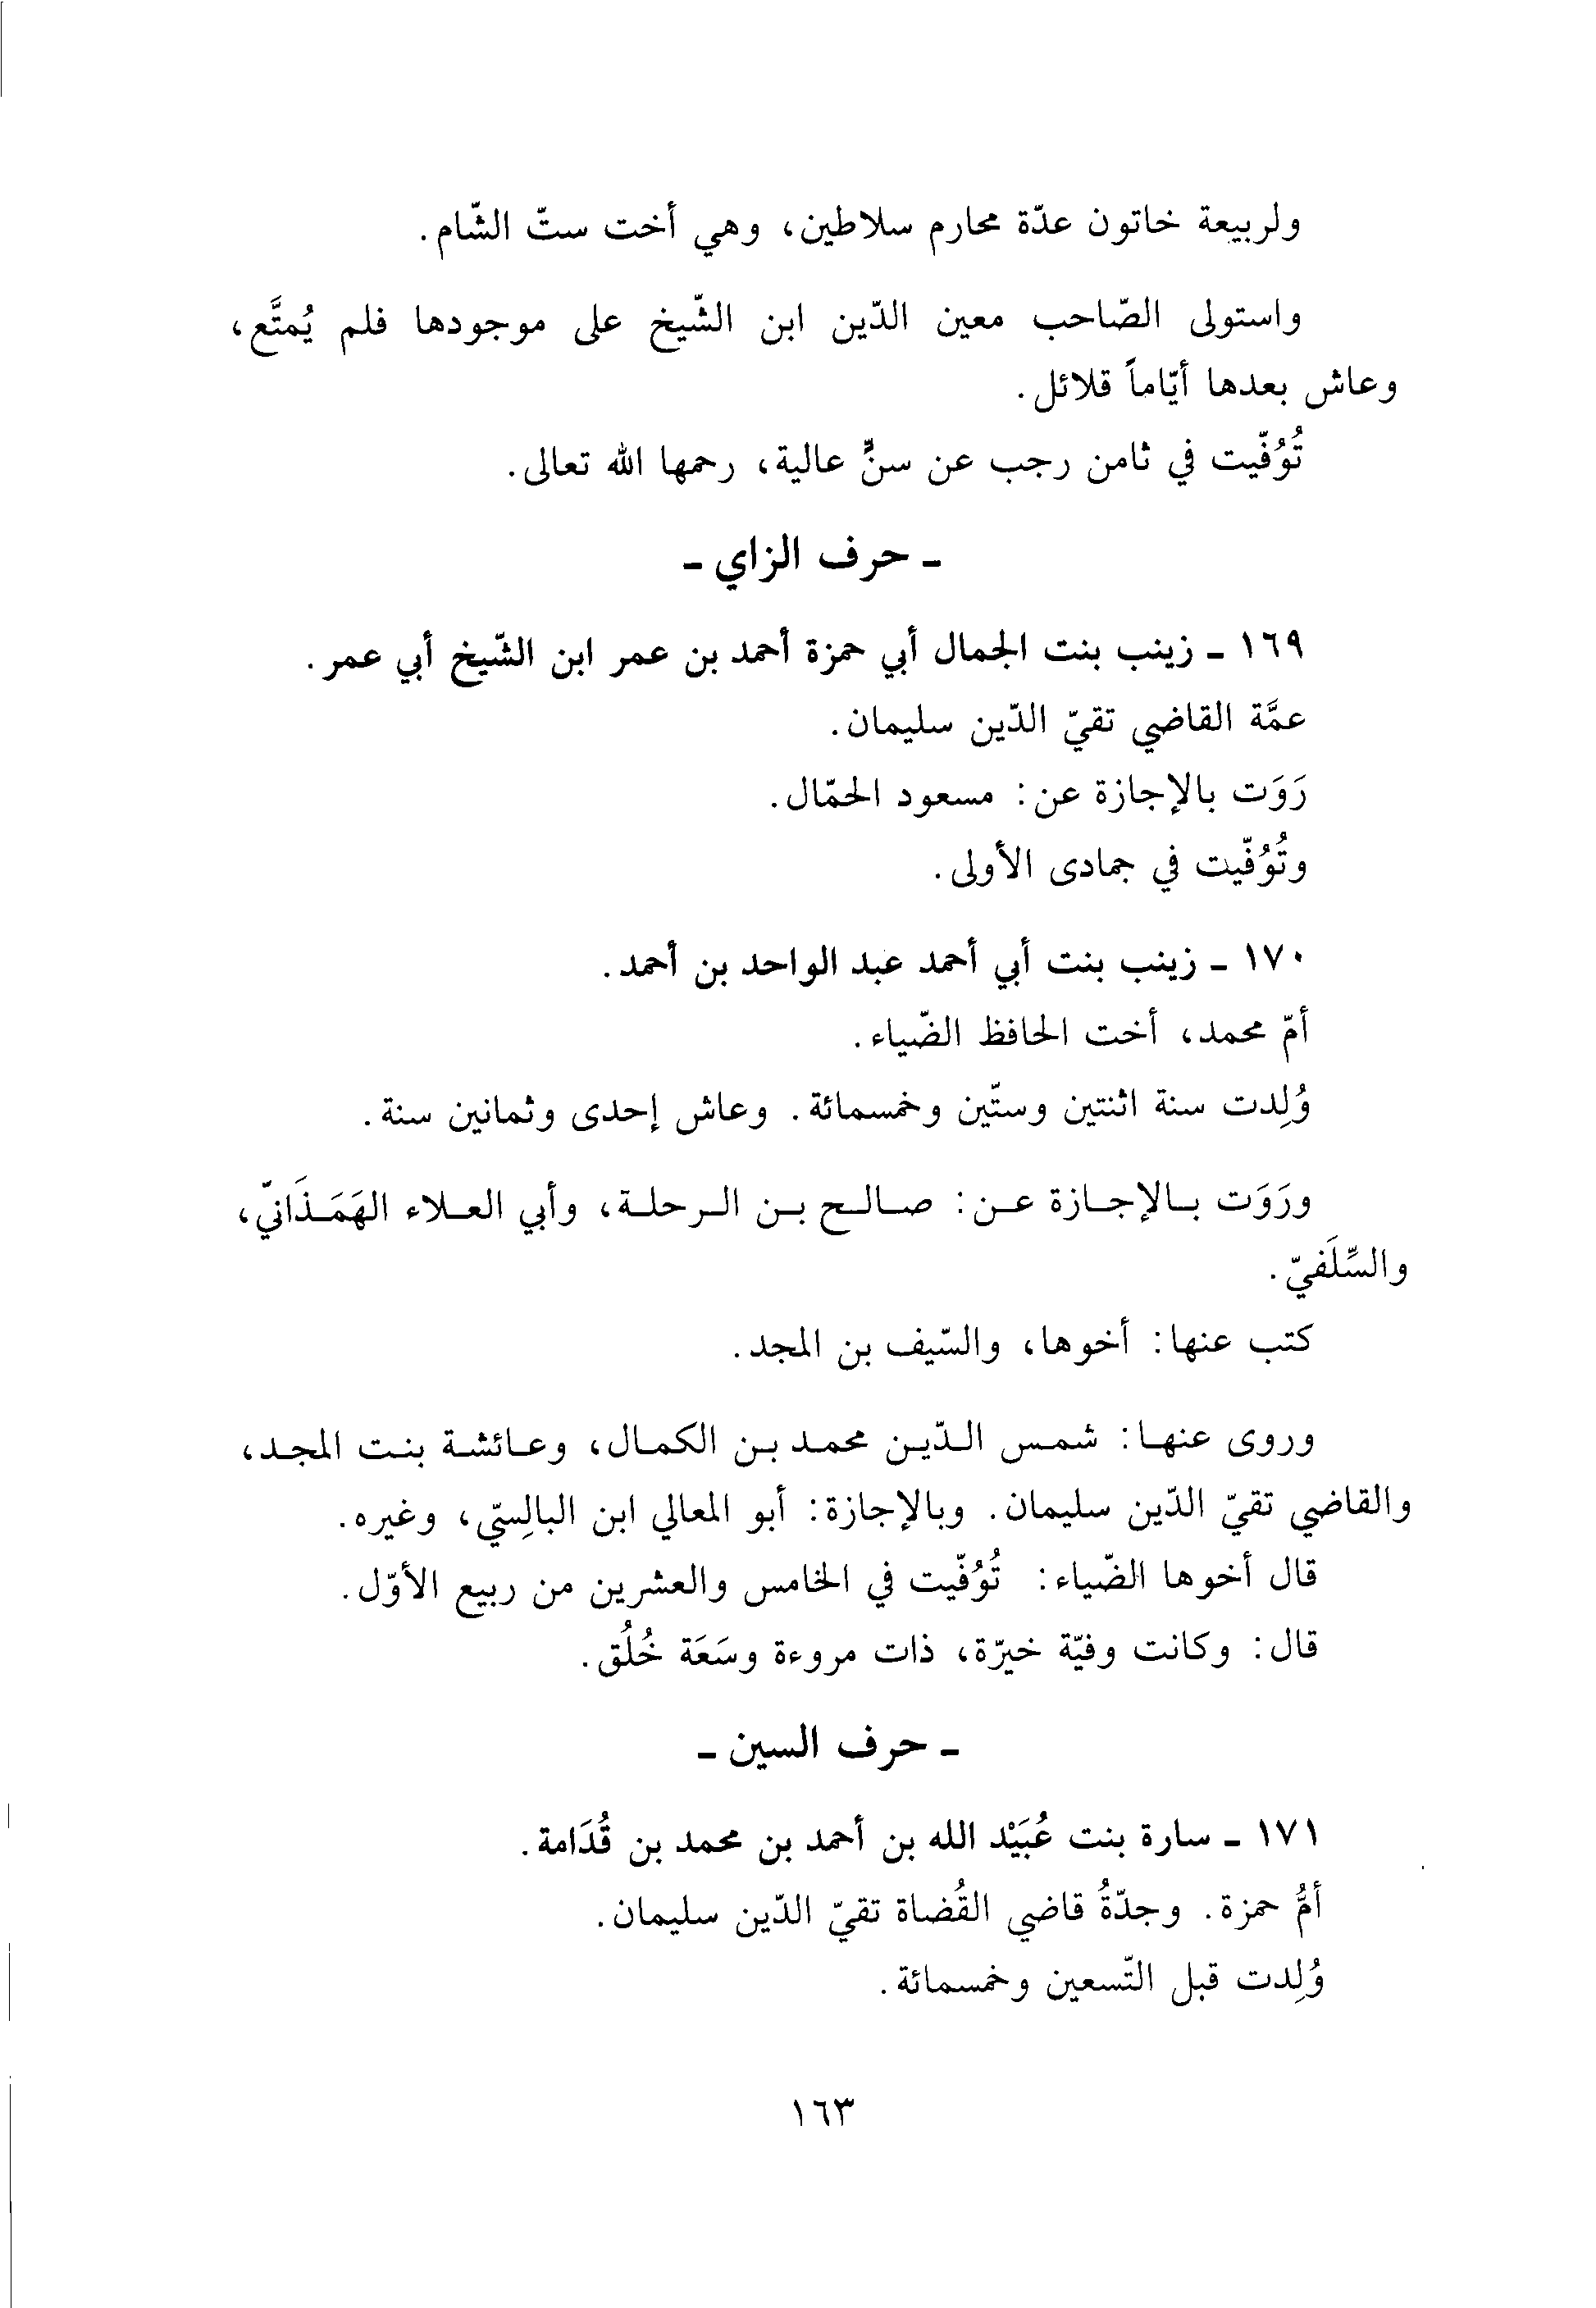 ولربيعة خاتون عدّة محارم سلاطين، وهي أخت ستّ الشّام.
واستولى الصّاحب معين الدّين ابن الشّيخ على موجودها فلم يُمتَّع،
وعاش بعدها أيّاماً قلائل.
تُوُفّيت في ثامن رجب عن سنٍّ عالية، رحمها الله تعالى.
ـ حرف الزاي ـ
١٦٩ ـ زينب بنت الجمال أبي حمزة أحمد بن عمر ابن الشّيخ أبي عمر.
عمَّة القاضي تقيّ الدّين سليمان.
رَوَت بالإجازة عن: مسعود الحمّال.
وتُوُفّيت في جمادى الأولى.
١٧٠ ـ زينب بنت أبي أحمد عبد الواحد بن أحمد.
أمّ محمد، أخت الحافظ الضّياء.
وُلِدت سنة اثنتين وستّين وخمسمائة. وعاش إحدى وثمانين سنة.
ورَوَت بالإجازة عن: صالح بن الرحلة، وأبي العلاء الهَمَذَانيّ،
والسِّلَفيّ.
كتب عنها: أخوها، والسّيف بن المجد.
وروى عنها: شمس الدّين محمد بن الكمال، وعائشة بنت المجد،
والقاضي تقيّ الدّين سليمان. وبالإجازة: أبو المعالي ابن البالِسيّ، وغيره.
قال أخوها الضّياء: تُوُفّيت في الخامس والعشرين من ربيع الأوّل.
قال: وكانت وفيّة خيّرة، ذات مروءة وسَعَة خُلُق.
ـ حرف السين ـ
١٧١ ـ سارة بنت عُبَيْد الله بن أحمد بن محمد بن قُدَامة.
أمُّ حمزة. وجدّةُ قاضي القُضاة تقيّ الدّين سليمان.
وُلِدت قبل التّسعين وخمسمائة.
١٦٣